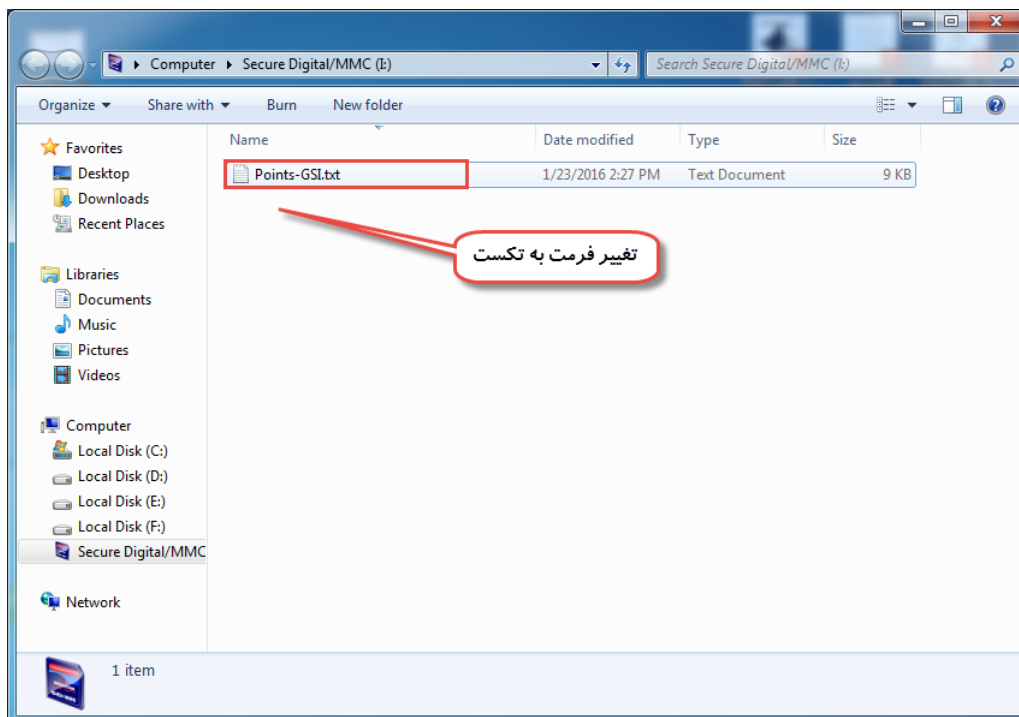 Computer Secure Digital/MMC (I:) Search Secure Digital/MMC (I:)
Organize Share with Burn New folder
Name Date modified Type Size
Favorites
Desktop
Downloads
Recent Places
Libraries
Documents
Music
Pictures
Videos
Computer
Local Disk (C:)
Local Disk (D:)
Local Disk (E:)
Local Disk (F:)
Secure Digital/MMC
Network
Points-GSI.txt 1/23/2016 2:27 PM Text Document 9 KB
تغییر فرمت به تکست
1 item